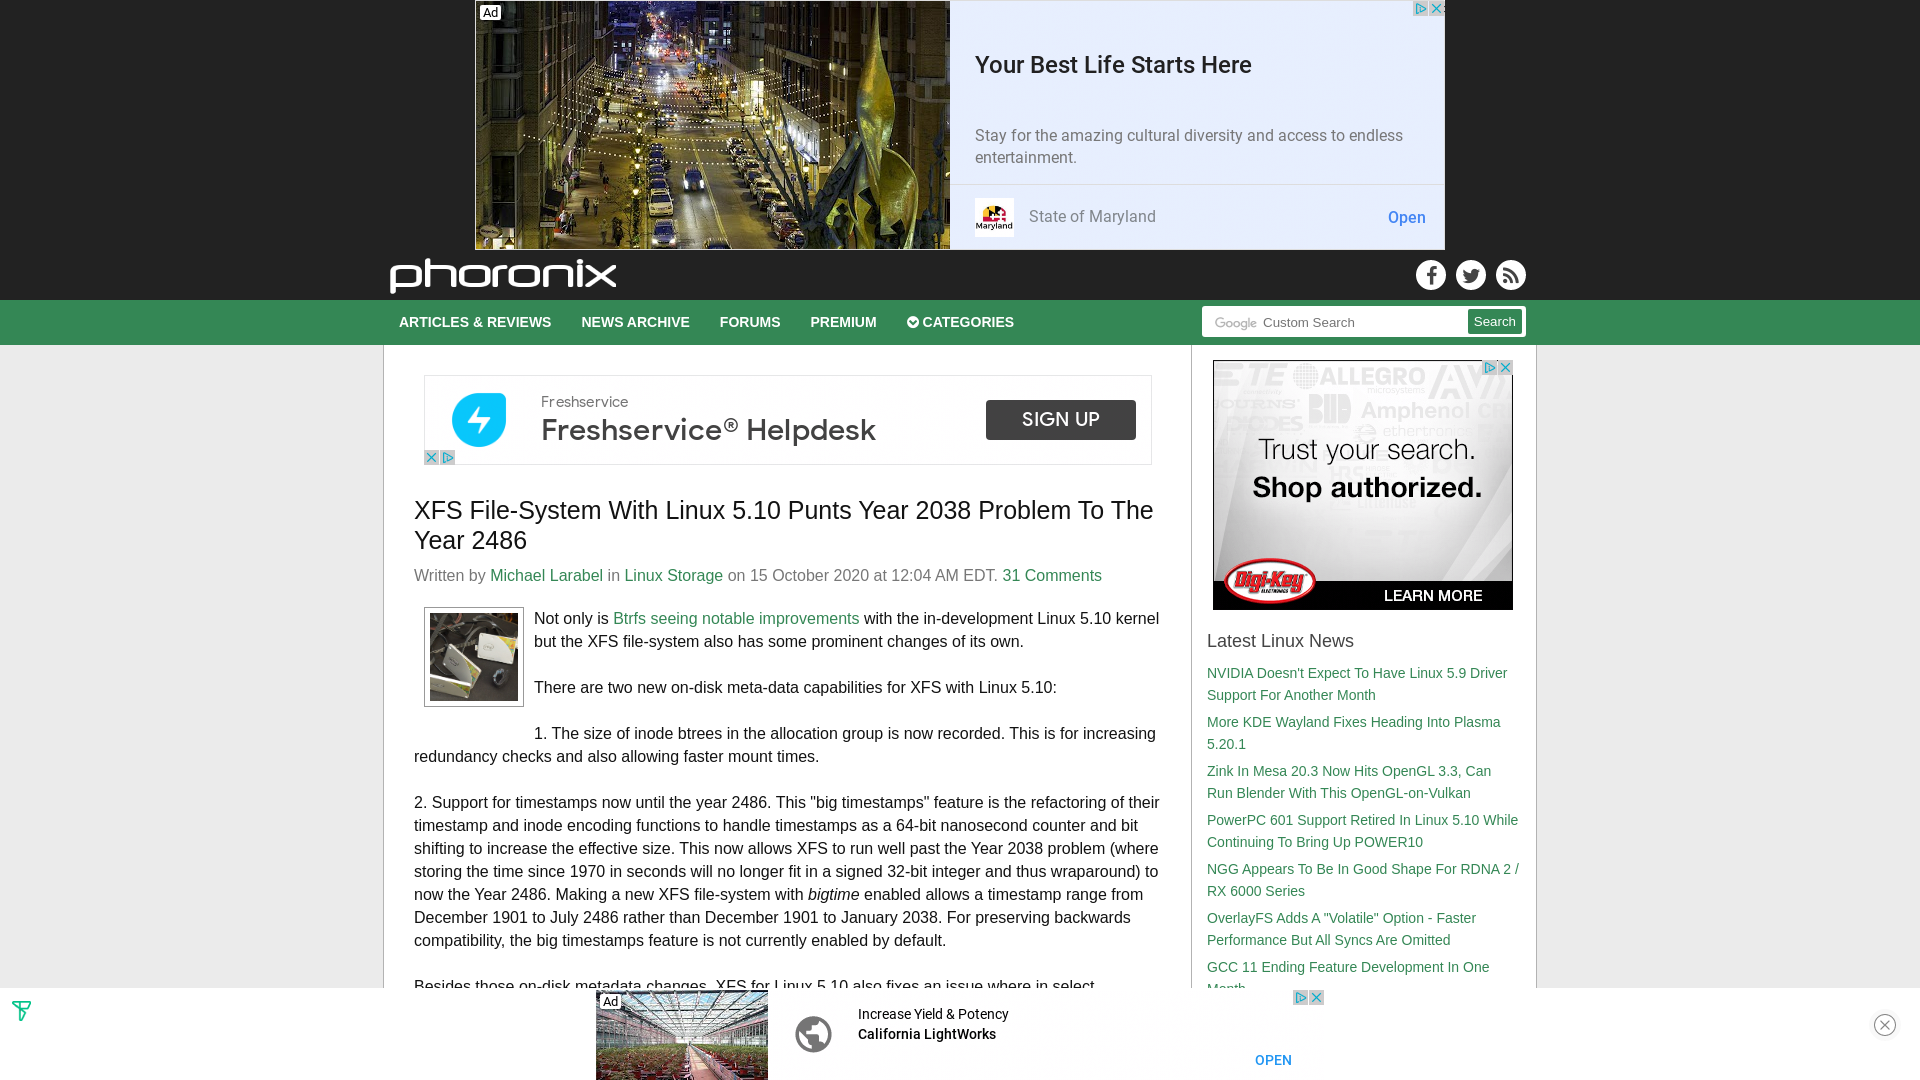 Ad
Your Best Life Starts Here
Stay for the amazing cultural diversity and access to endless
entertainment.
Maryland
State of Maryland
Open
phoronix
ARTICLES & REVIEWS
NEWS ARCHIVE
FORUMS
PREMIUM
CATEGORIES
Google
Custom Search
Search
Freshservice
Freshservice® Helpdesk
SIGN UP
XFS File-System With Linux 5.10 Punts Year 2038 Problem To The
Year 2486
Written by Michael Larabel in Linux Storage on 15 October 2020 at 12:04 AM EDT. 31 Comments
Not only is Btrfs seeing notable improvements with the in-development Linux 5.10 kernel
but the XFS file-system also has some prominent changes of its own.
There are two new on-disk meta-data capabilities for XFS with Linux 5.10:
1. The size of inode btrees in the allocation group is now recorded. This is for increasing
redundancy checks and also allowing faster mount times.
2. Support for timestamps now until the year 2486. This "big timestamps" feature is the refactoring of their
timestamp and inode encoding functions to handle timestamps as a 64-bit nanosecond counter and bit
shifting to increase the effective size. This now allows XFS to run well past the Year 2038 problem (where
storing the time since 1970 in seconds will no longer fit in a signed 32-bit integer and thus wraparound) to
now the Year 2486. Making a new XFS file-system with bigtime enabled allows a timestamp range from
December 1901 to July 2486 rather than December 1901 to January 2038. For preserving backwards
compatibility, the big timestamps feature is not currently enabled by default.
Besides those on-disk metadata changes, XFS for Linux 5.10 also fixes an issue where in select
ETE
ALLEGRO
microsystems
Amphenol
ethertronics
Trust your search.
Shop authorized.
Digi-Key
ELECTRONICS
LEARN MORE
Latest Linux News
NVIDIA Doesn't Expect To Have Linux 5.9 Driver
Support For Another Month
More KDE Wayland Fixes Heading Into Plasma
5.20.1
Zink In Mesa 20.3 Now Hits OpenGL 3.3, Can
Run Blender With This OpenGL-on-Vulkan
PowerPC 601 Support Retired In Linux 5.10 While
Continuing To Bring Up POWER10
NGG Appears To Be In Good Shape For RDNA 2 /
RX 6000 Series
OverlayFS Adds A "Volatile" Option - Faster
Performance But All Syncs Are Omitted
GCC 11 Ending Feature Development In One
Month
Ad
Increase Yield & Potency
California LightWorks
OPEN